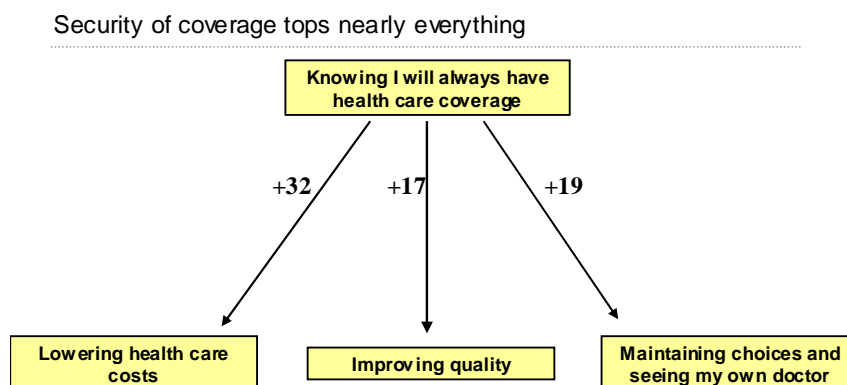 Security of coverage tops nearly everything
Knowing I will always have
health care coverage
+32
+17
+19
Lowering health care
costs
Improving quality
Maintaining choices and
seeing my own doctor